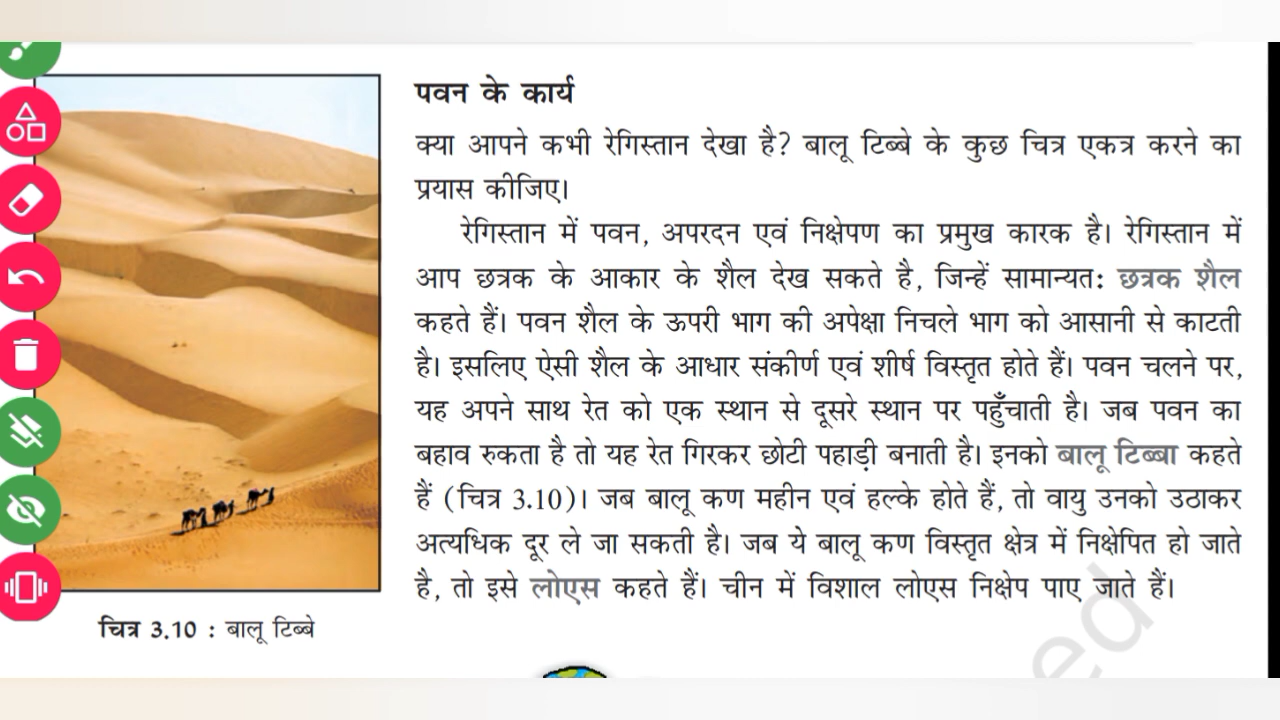 पवन के कार्य
क्या आपने कभी रेगिस्तान देखा है? बालू टिब्बे के कुछ चित्र एकत्र करने का
प्रयास कीजिए।
रेगिस्तान में पवन, अपरदन एवं निक्षेपण का प्रमुख कारक है। रेगिस्तान में
आप छत्रक के आकार के शैल देख सकते है, जिन्हें सामान्यत: छत्रक शैल
कहते हैं। पवन शैल के ऊपरी भाग की अपेक्षा निचले भाग को आसानी से काटती
है। इसलिए ऐसी शैल के आधार संकीर्ण एवं शीर्ष विस्तृत होते हैं। पवन चलने पर,
यह अपने साथ रेत को एक स्थान से दूसरे स्थान पर पहुँचाती है। जब पवन का
बहाव रुकता है तो यह रेत गिरकर छोटी पहाड़ी बनाती है। इनको बालू टिब्बा कहते
हैं (चित्र 3.10)। जब बालू कण महीन एवं हल्के होते हैं, तो वायु उनको उठाकर
अत्यधिक दूर ले जा सकती है। जब ये बालू कण विस्तृत क्षेत्र में निक्षेपित हो जाते
है, तो इसे लोएस कहते हैं। चीन में विशाल लोएस निक्षेप पाए जाते हैं।
चित्र 3.10 : बालू टिब्बे
ed